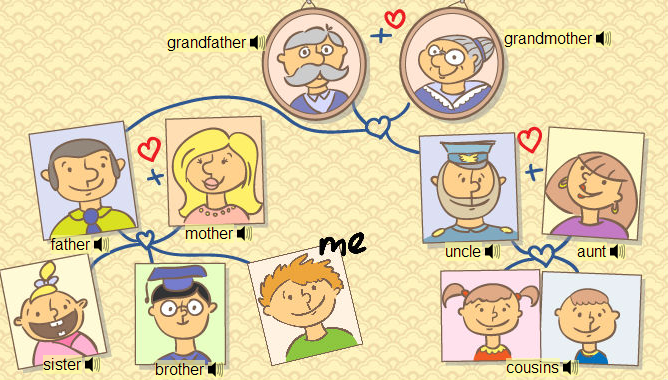 grandfather
grandmother
father
mother
me
uncle
aunt
sister
brother
cousins